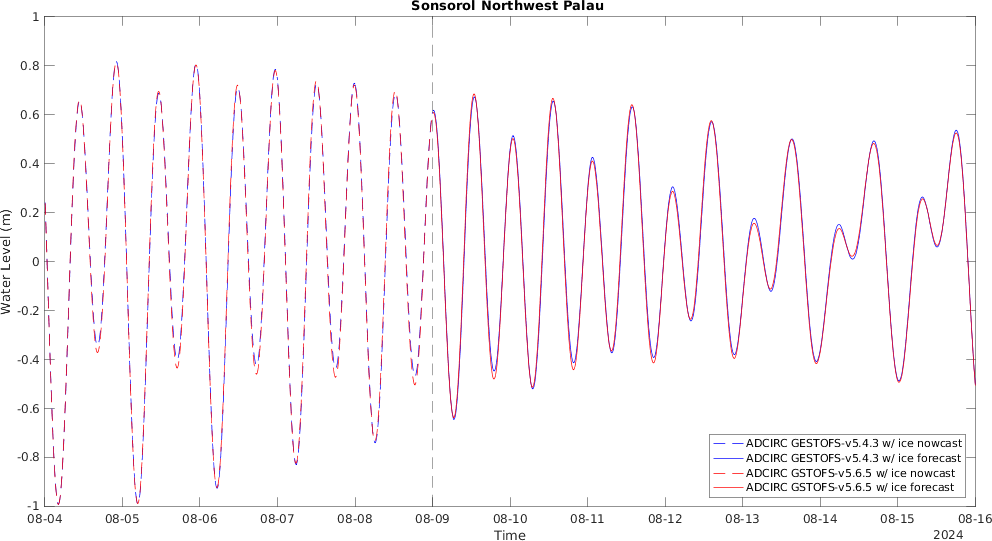 Sonsorol Northwest Palau
1
0.8
0.6
0.4
0.2
0
-0.2
-0.4
-0.6
-0.8
-1
Water Level (m)
08-04 08-05 08-06 08-07 08-08 08-09 08-10 08-11 08-12 08-13 08-14 08-15 08-16
Time
2024
ADCIRC GESTOFS-v5.4.3 w/ ice nowcast
ADCIRC GESTOFS-v5.4.3 w/ ice forecast
ADCIRC GSTOFS-v5.6.5 w/ ice nowcast
ADCIRC GSTOFS-v5.6.5 w/ ice forecast